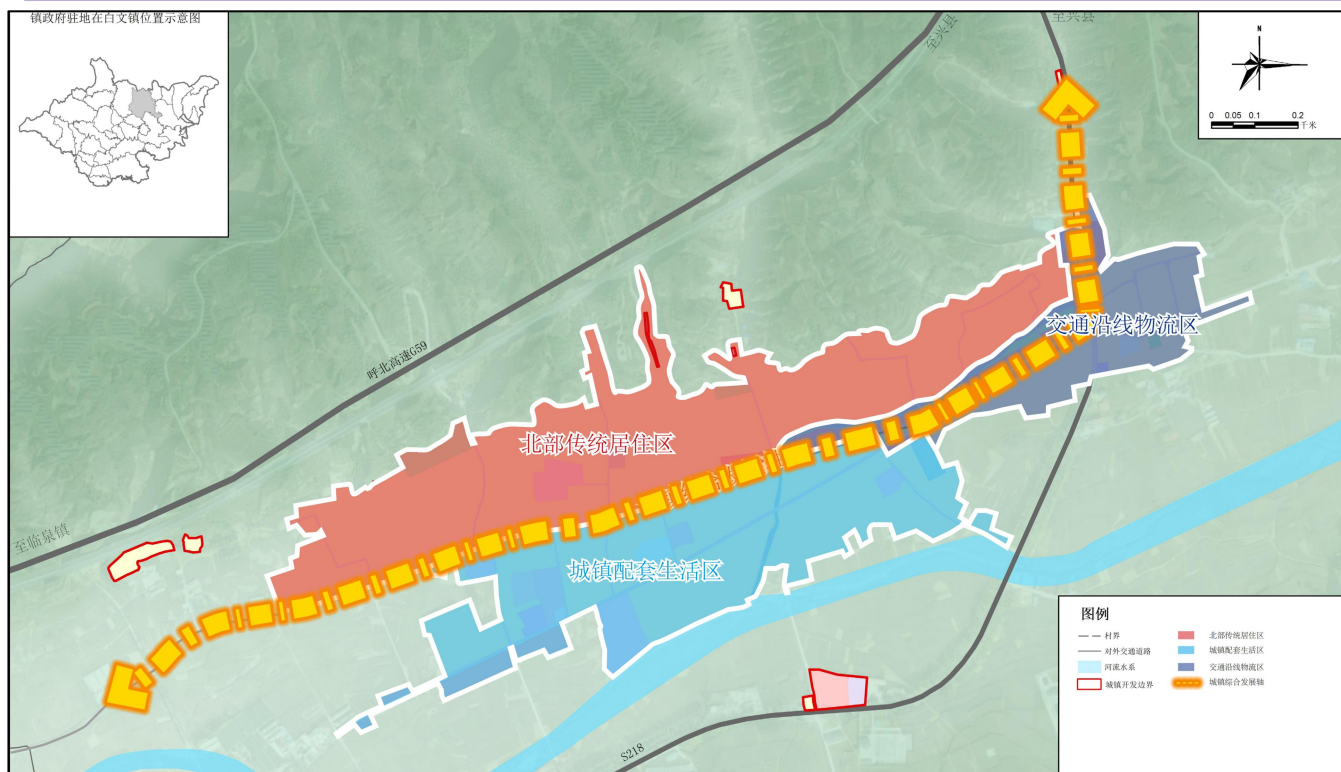 镇政府驻地在白文镇位置示意图
至兴县
至兴县
N
0 0.05 0.1 0.2
千米
呼北高速G59
交通沿线物流区
北部传统居住区
至临泉镇
城镇配套生活区
S218
图例
村界
对外交通道路
河流水系
城镇开发边界
北部传统居住区
城镇配套生活区
交通沿线物流区
城镇综合发展轴